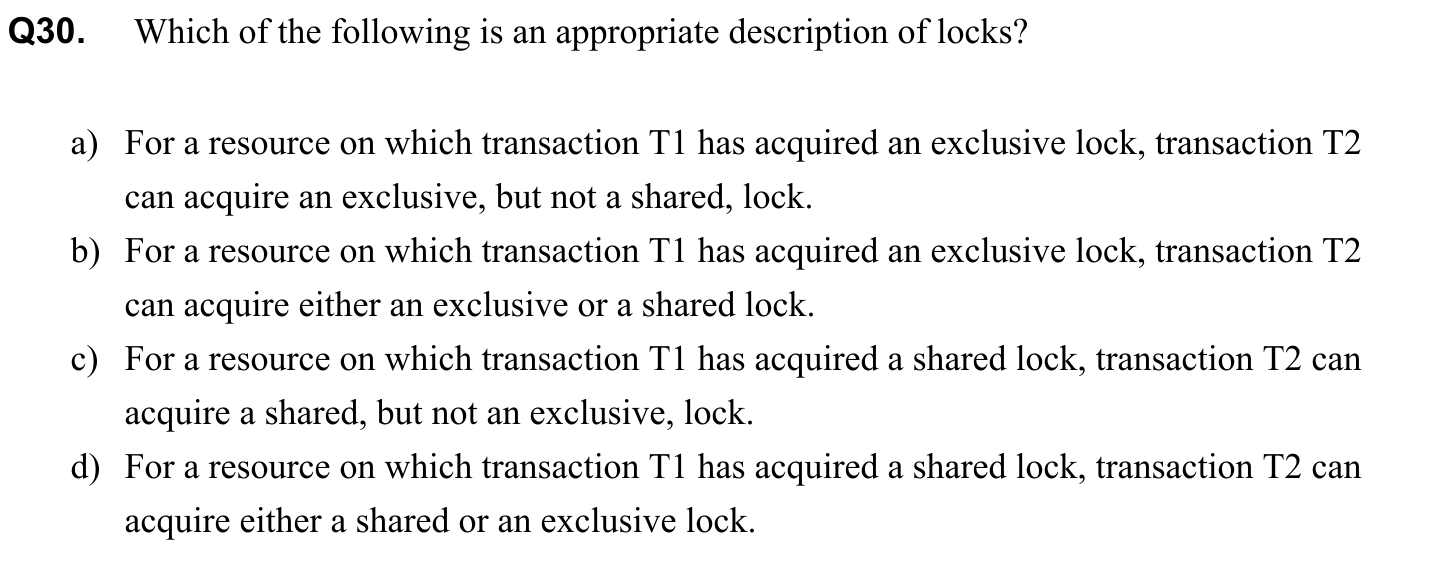 Q30. Which of the following is an appropriate description of locks?
a) For a resource on which transaction T1 has acquired an exclusive lock, transaction T2
can acquire an exclusive, but not a shared, lock.
b) For a resource on which transaction T1 has acquired an exclusive lock, transaction T2
can acquire either an exclusive or a shared lock.
c) For a resource on which transaction T1 has acquired a shared lock, transaction T2 can
acquire a shared, but not an exclusive, lock.
d) For a resource on which transaction T1 has acquired a shared lock, transaction T2 can
acquire either a shared or an exclusive lock.